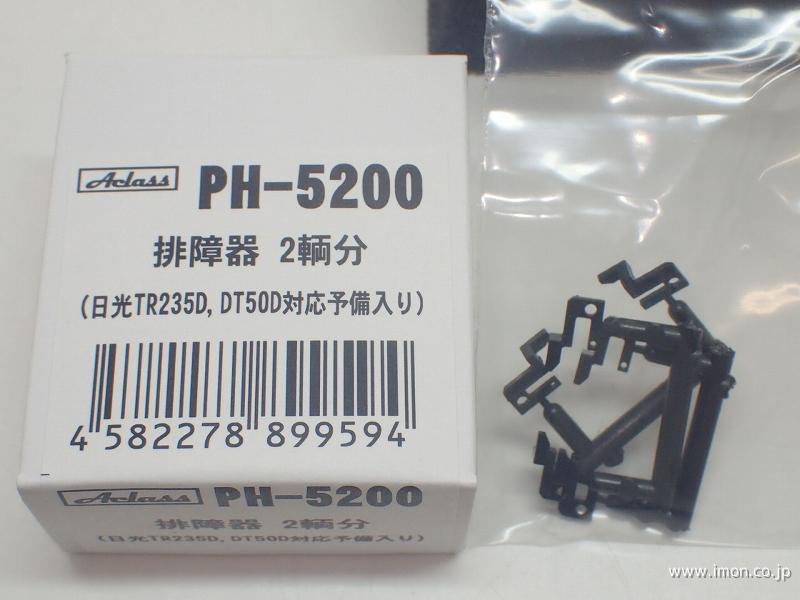 Aclass PH-5200
排障器 2輌分
(日光TR235D, DT50D対応予備入り)
4 582278 899594
Aclass PH-5200
排障器 2輌分
(日光TR235D, DT50D対応予備入り)
www.imon.co.jp